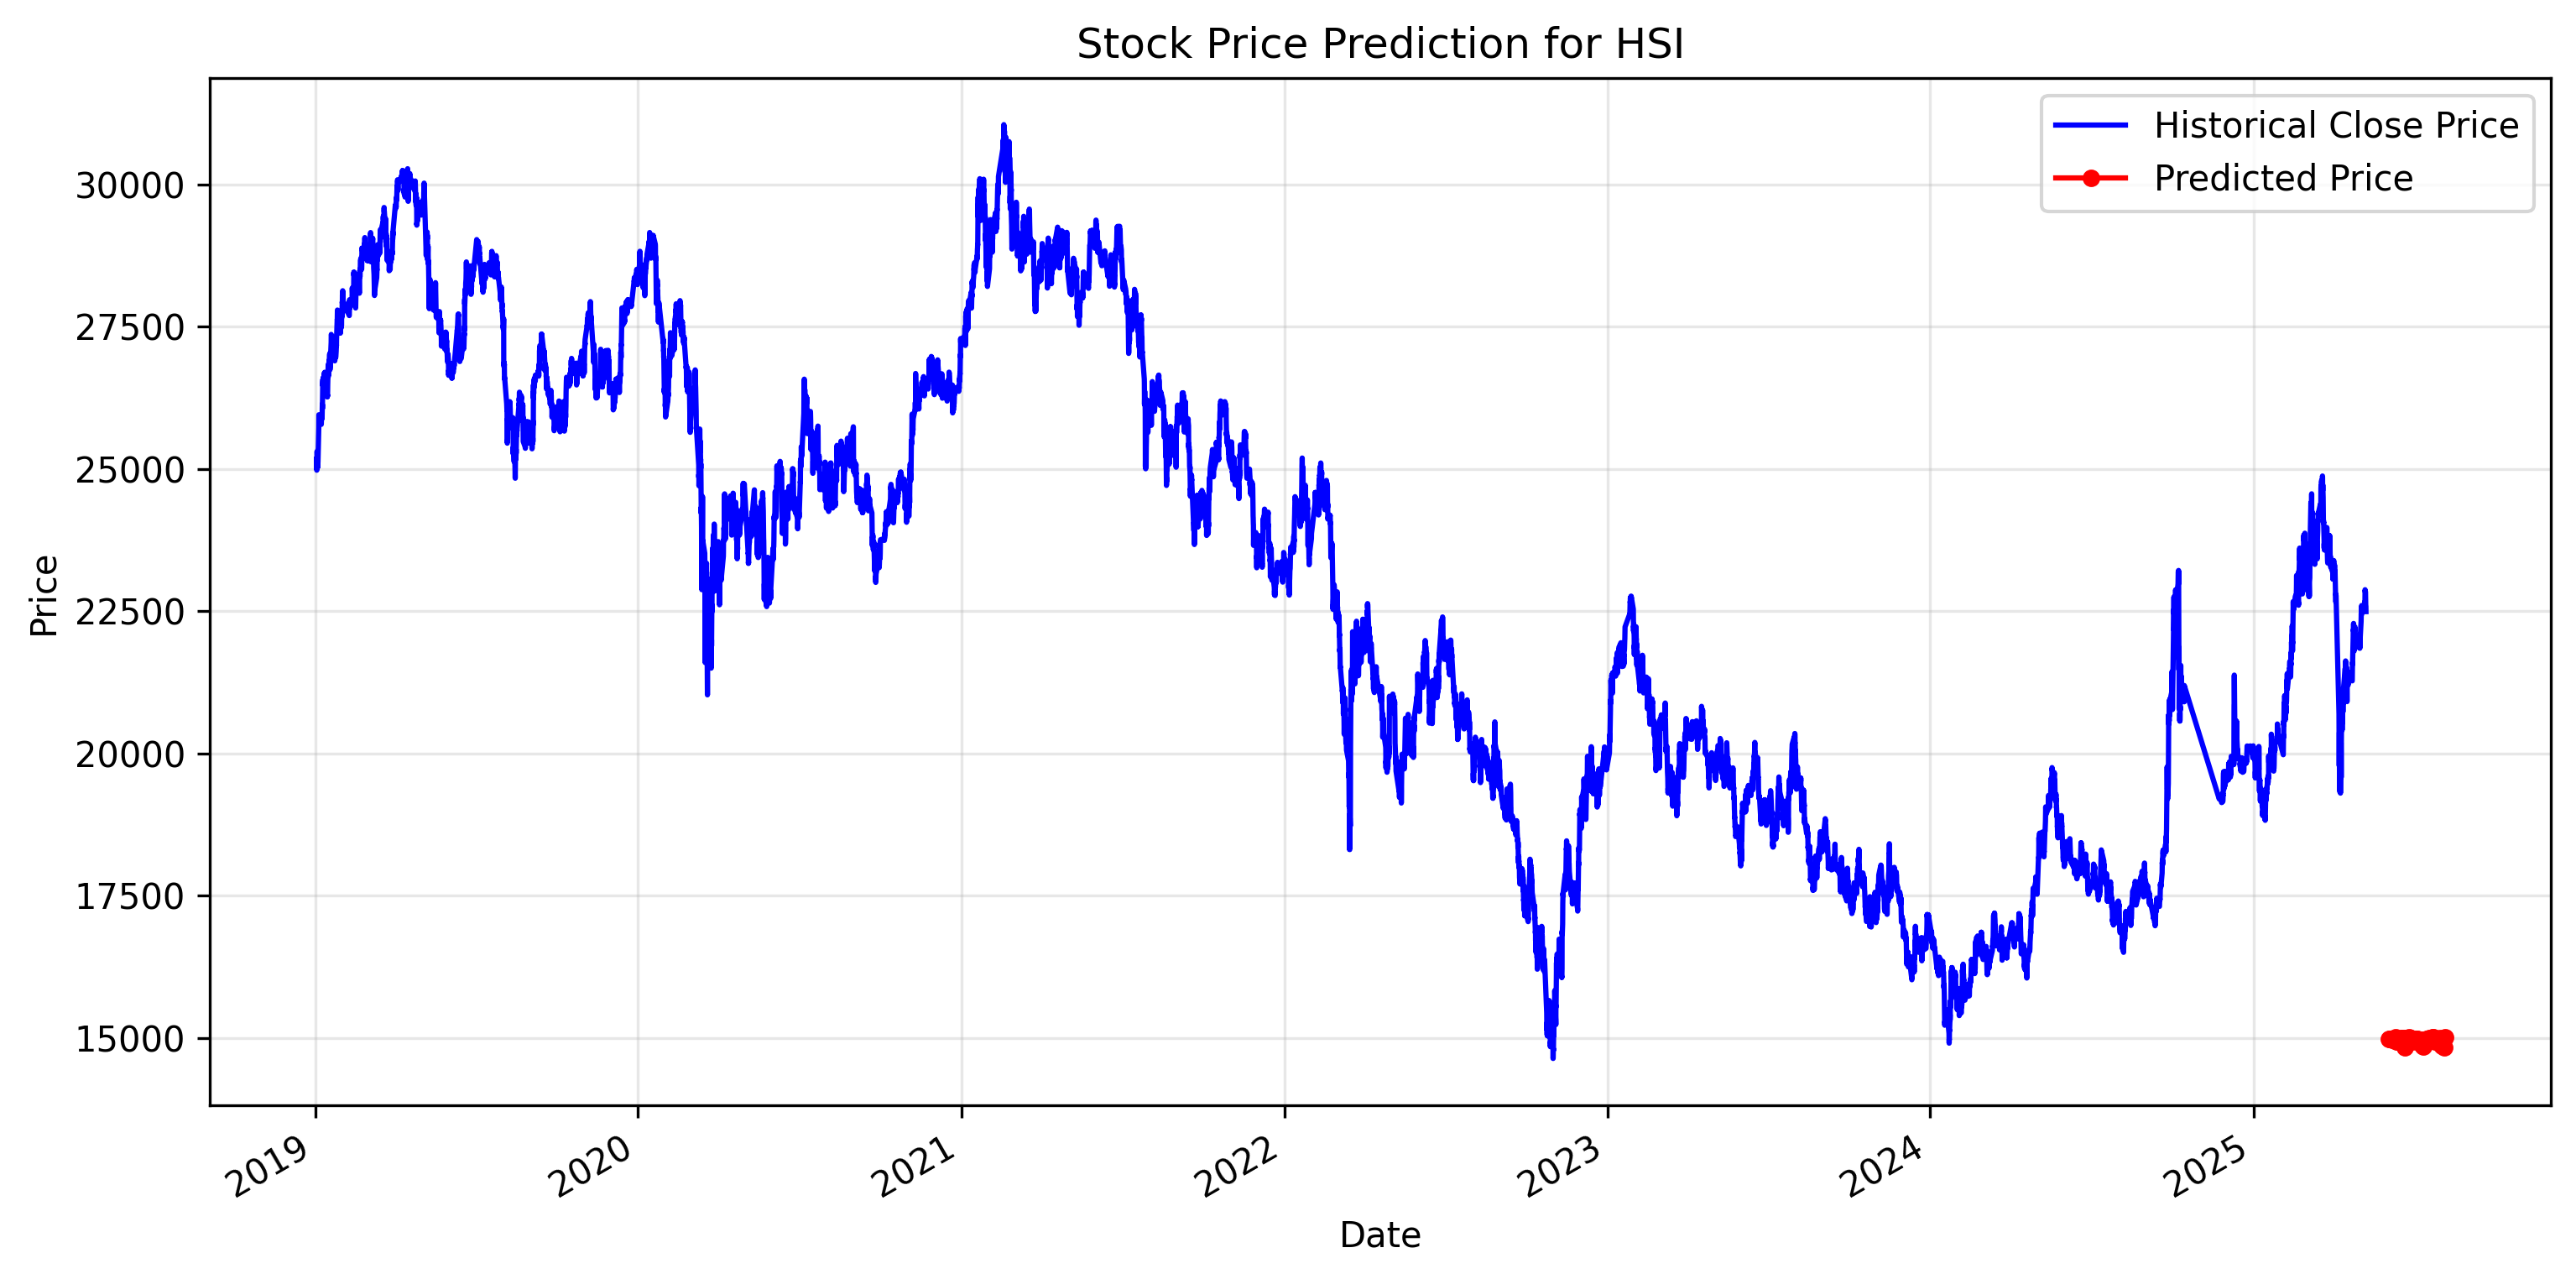 Stock Price Prediction for HSI
Historical Close Price
Predicted Price
30000
27500
25000
22500
20000
17500
15000
Price
2019
2020
2021
2022
2023
2024
2025
Date